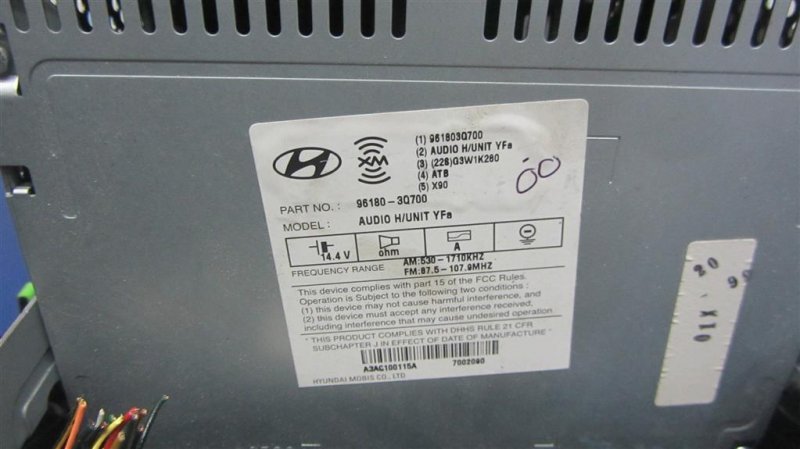 XM
(1) 961803Q700
(2) AUDIO H/UNIT YFa
(3) (228)G3W1K260
(4) ATB
(5) X90
00
PART NO. : 96180-3Q700
MODEL : AUDIO H/UNIT YFa
14.4 V ohm A
FREQUENCY RANGE AM:530-1710KHZ
FM:87.5-107.9MHZ
This device complies with part 15 of the FCC Rules.
Operation is Subject to the following two conditions :
(1) this device may not cause harmful interference, and
(2) this device must accept any interference received,
including interference that may cause undesired operation.
" THIS PRODUCT COMPLIES WITH DHHS RULE 21 CFR
SUBCHAPTER J IN EFFECT OF DATE OF MANUFACTURE "
A3AC100115A 7002090
HYUNDAI MOBIS CO., LTD
X10